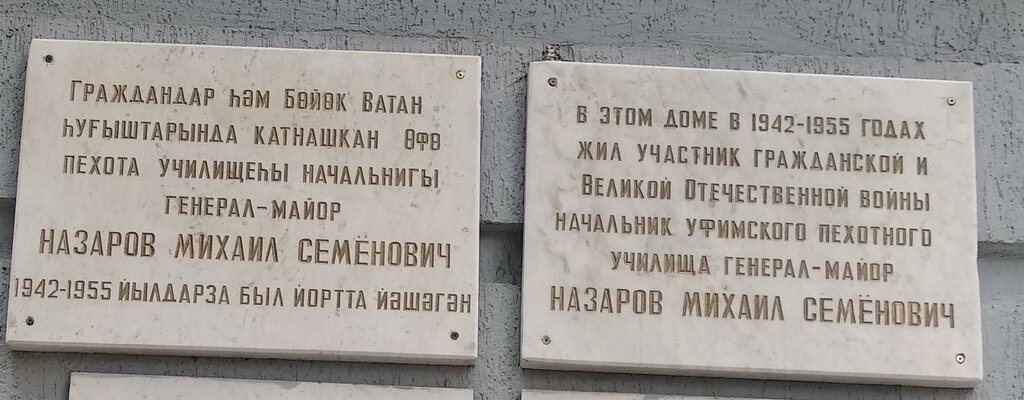 Граждандар һәм Бөйөк Ватан
һуғыштарында катнашкан Өфө
пехота училищеһы начальнигы
генерал-майор
НАЗАРОВ МИХАИЛ СЕМЁНОВИЧ
1942-1955 йылдарҙа был йортта йәшәгән
В этом доме в 1942-1955 годах
жил участник гражданской и
Великой Отечественной войны
начальник Уфимского пехотного
училища генерал-майор
НАЗАРОВ МИХАИЛ СЕМЁНОВИЧ